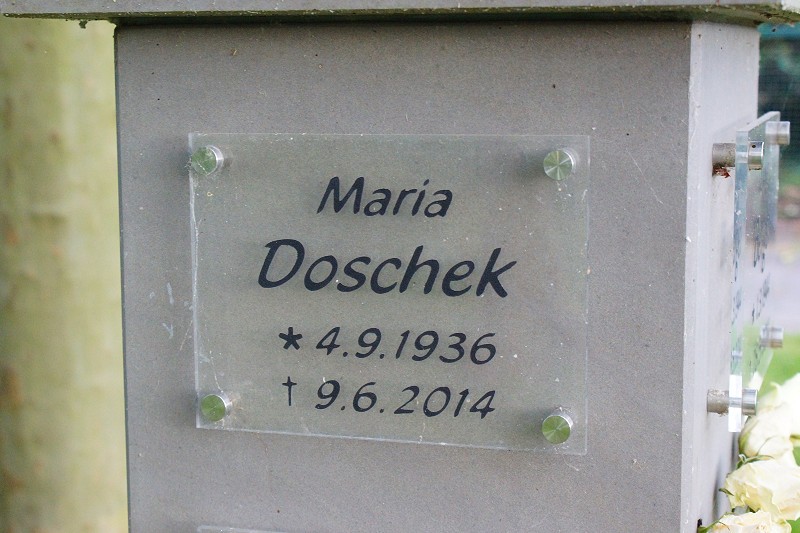 Maria
Doschek
* 4.9.1936
† 9.6.2014